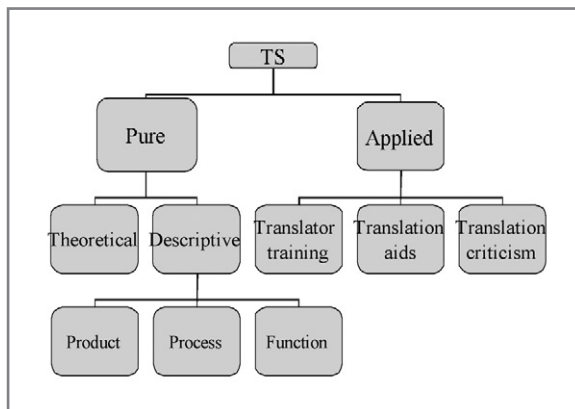 TS
Pure
Applied
Theoretical
Descriptive
Translator
training
Translation
aids
Translation
criticism
Product
Process
Function